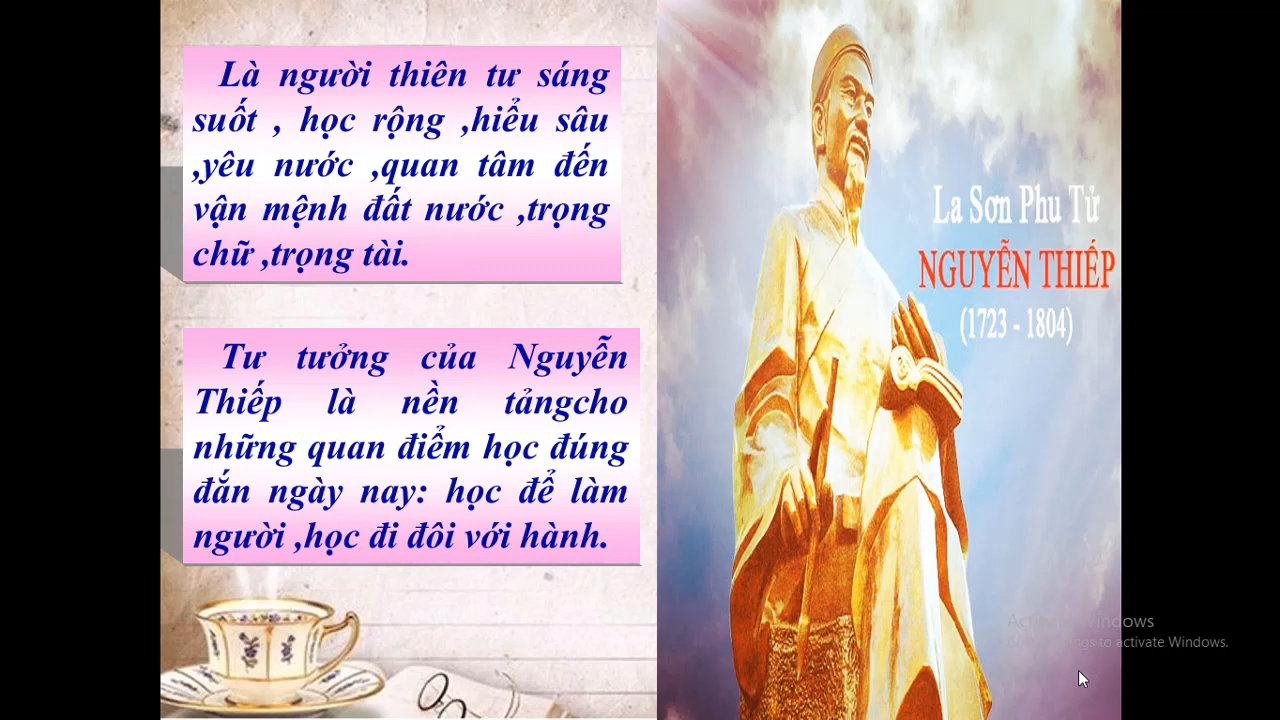 Là người thiên tư sáng
suốt , học rộng ,hiểu sâu
,yêu nước ,quan tâm đến
vận mệnh đất nước ,trọng
chữ ,trọng tài.
Tư tưởng của Nguyễn
Thiếp là nền tảngcho
những quan điểm học đúng
đắn ngày nay: học để làm
người ,học đi đôi với hành.
La Sơn Phu Tử
NGUYỄN THIẾP
(1723 - 1804)
Windows
to activate Windows.